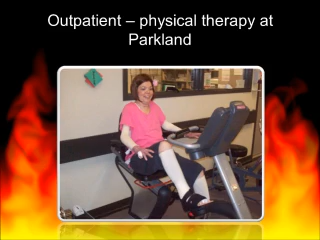 Outpatient – physical therapy at
Parkland